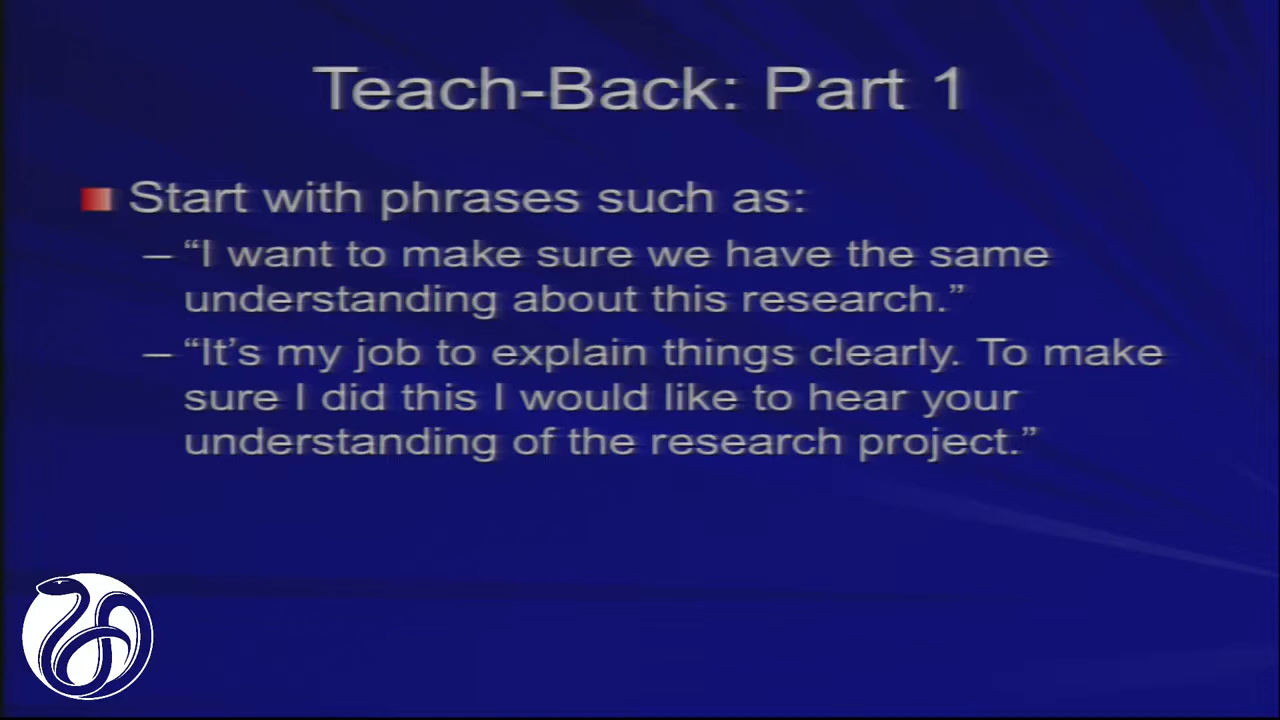 Teach-Back: Part 1
Start with phrases such as:
– “I want to make sure we have the same
understanding about this research.”
– “It’s my job to explain things clearly. To make
sure I did this I would like to hear your
understanding of the research project.”